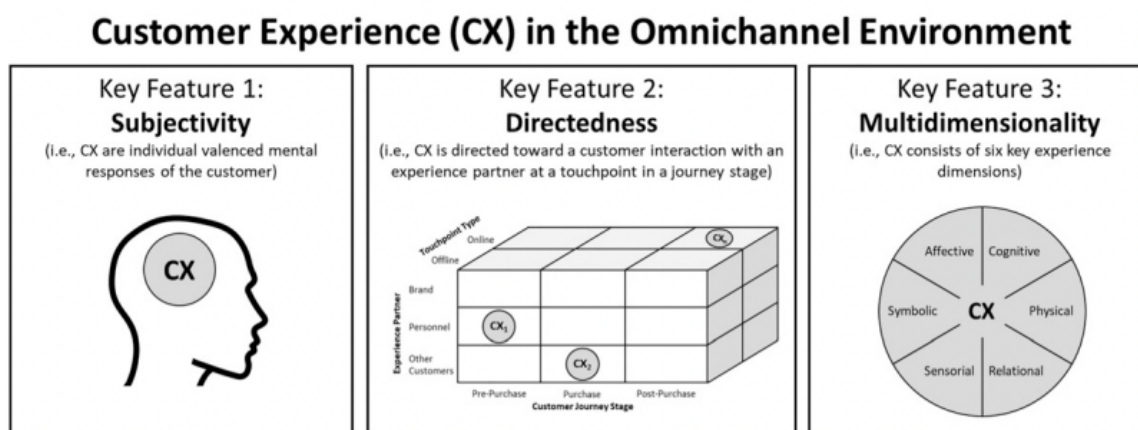 Customer Experience (CX) in the Omnichannel Environment
Key Feature 1:
Subjectivity
(i.e., CX are individual valenced mental
responses of the customer)
CX
Key Feature 2:
Directedness
(i.e., CX is directed toward a customer interaction with an
experience partner at a touchpoint in a journey stage)
Touchpoint Type
Online
Offline
CXₙ
Experience Partner
Brand
Personnel
CX₁
Other
Customers
CX₂
Pre-Purchase
Purchase
Post-Purchase
Customer Journey Stage
Key Feature 3:
Multidimensionality
(i.e., CX consists of six key experience
dimensions)
Affective
Cognitive
Symbolic
CX
Physical
Sensorial
Relational